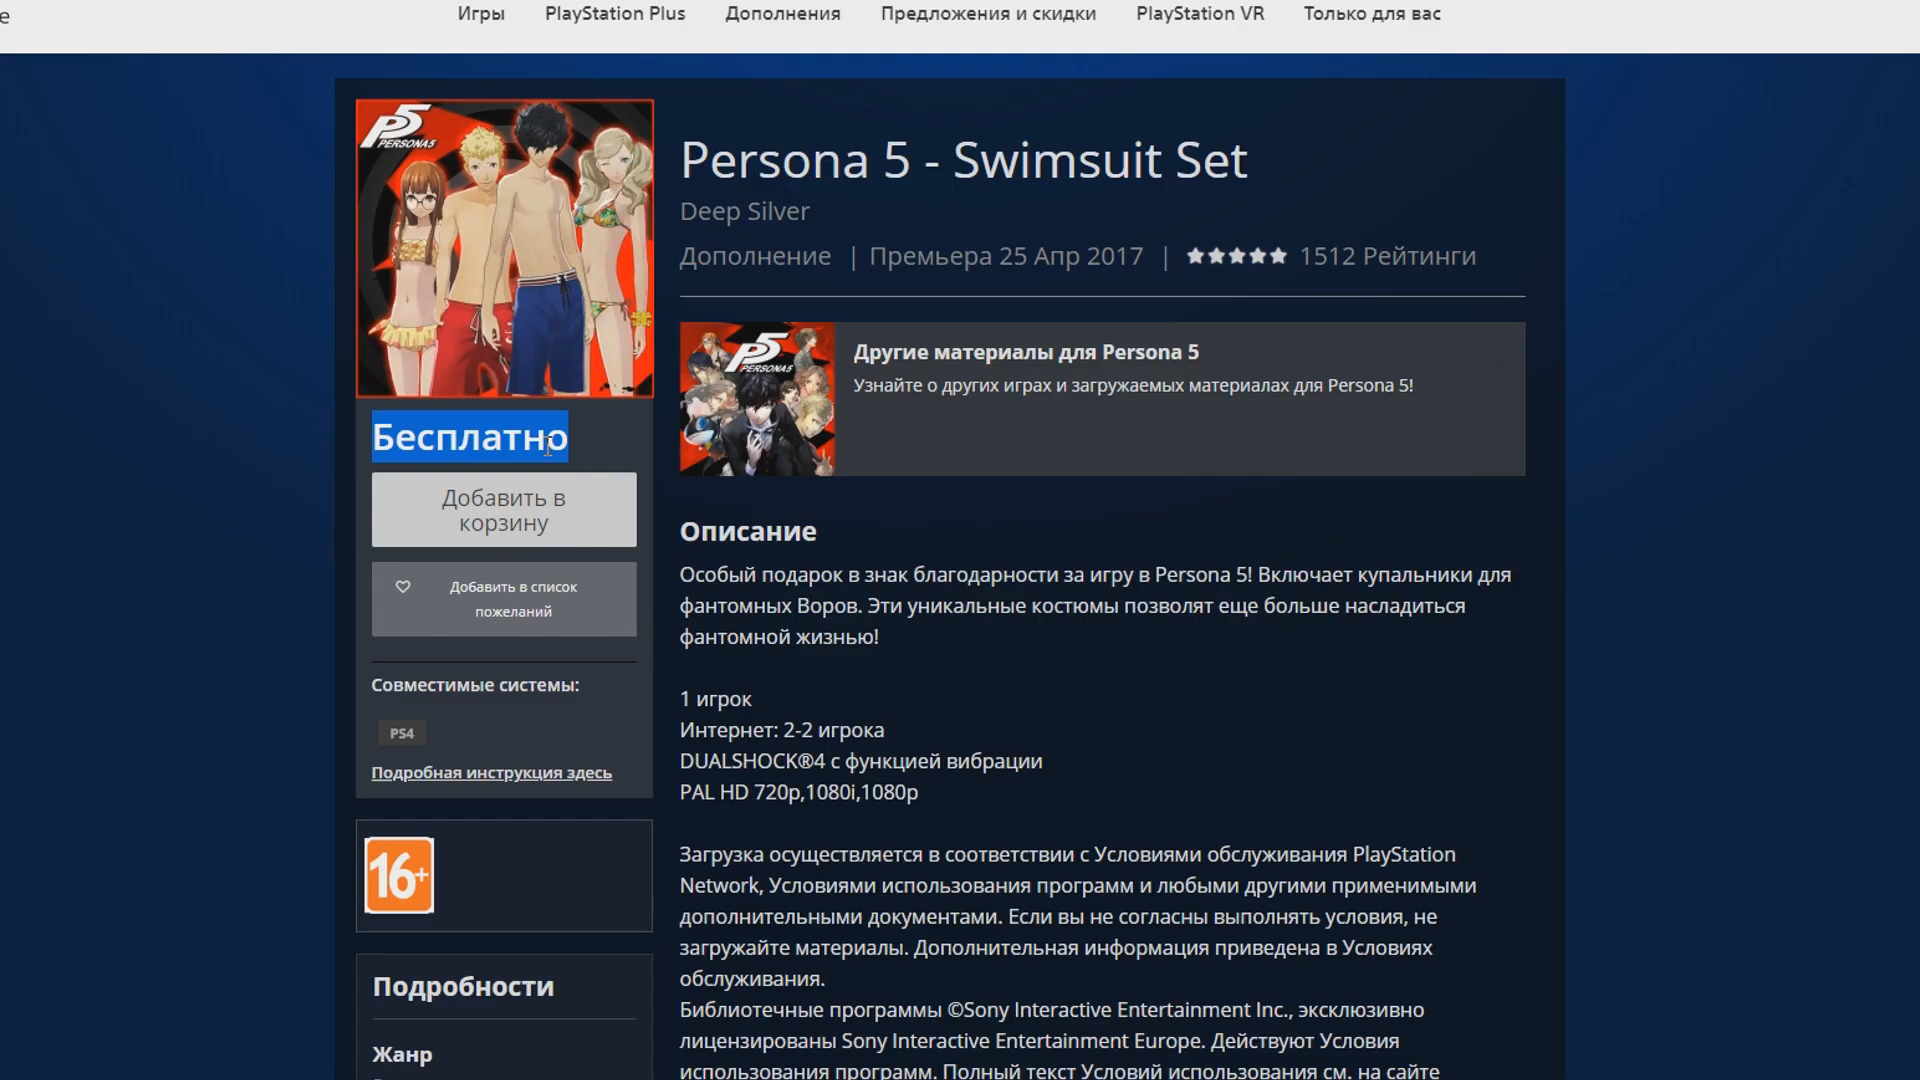 е
Игры PlayStation Plus Дополнения Предложения и скидки PlayStation VR Только для вас
P5
PERSONA5
Persona 5 - Swimsuit Set
Deep Silver
Дополнение | Премьера 25 Апр 2017 | ★★★★★ 1512 Рейтинги
P5
PERSONA5
Другие материалы для Persona 5
Узнайте о других играх и загружаемых материалах для Persona 5!
Бесплатно
Добавить в
корзину
Добавить в список
пожеланий
Совместимые системы:
PS4
Подробная инструкция здесь
16+
Подробности
Жанр
Описание
Особый подарок в знак благодарности за игру в Persona 5! Включает купальники для
фантомных Воров. Эти уникальные костюмы позволят еще больше насладиться
фантомной жизнью!
1 игрок
Интернет: 2-2 игрока
DUALSHOCK®4 с функцией вибрации
PAL HD 720p,1080i,1080p
Загрузка осуществляется в соответствии с Условиями обслуживания PlayStation
Network, Условиями использования программ и любыми другими применимыми
дополнительными документами. Если вы не согласны выполнять условия, не
загружайте материалы. Дополнительная информация приведена в Условиях
обслуживания.
Библиотечные программы ©Sony Interactive Entertainment Inc., эксклюзивно
лицензированы Sony Interactive Entertainment Europe. Действуют Условия
использования программ. Полный текст Условий использования см. на сайте